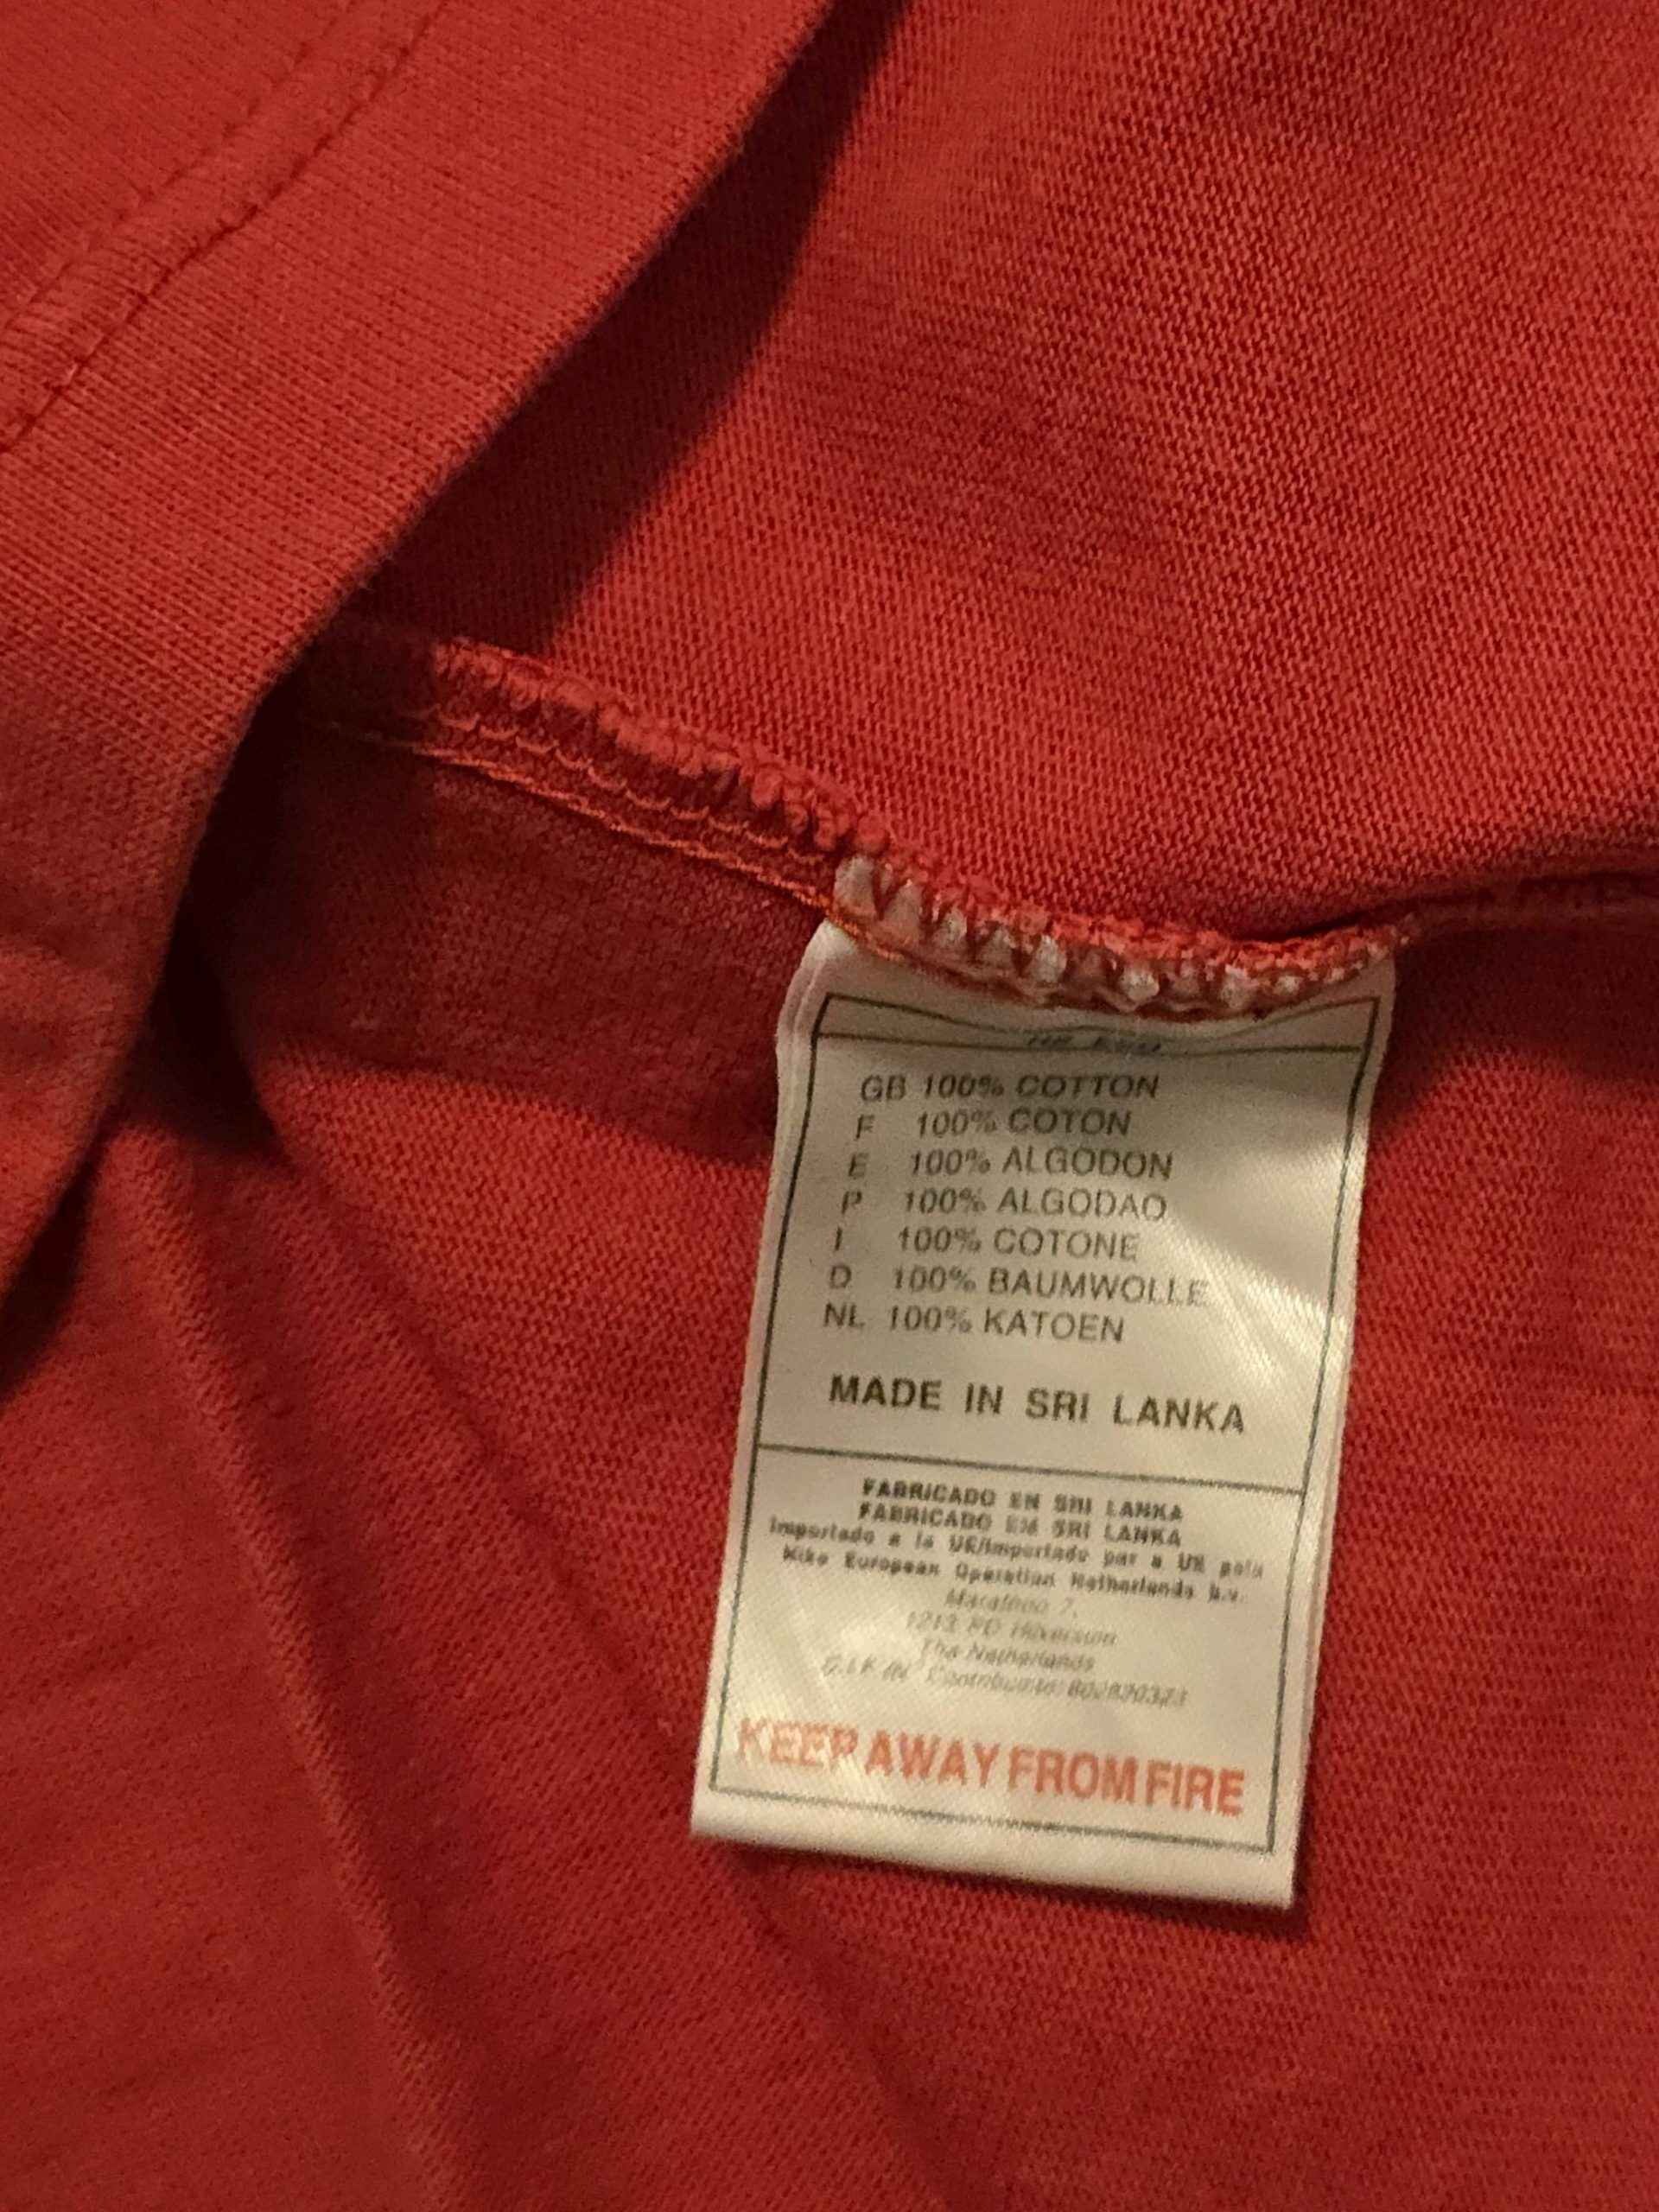 GB 100% COTTON
F 100% COTON
E 100% ALGODON
P 100% ALGODAO
I 100% COTONE
D 100% BAUMWOLLE
NL 100% KATOEN
MADE IN SRI LANKA
FABRICADO EN SRI LANKA
FABRICADO EM SRI LANKA
Importado a la UE/Importado par a UE pela
Nike European Operation Netherlands b.v.
1213 PD Hilversum
The Netherlands
KEEP AWAY FROM FIRE